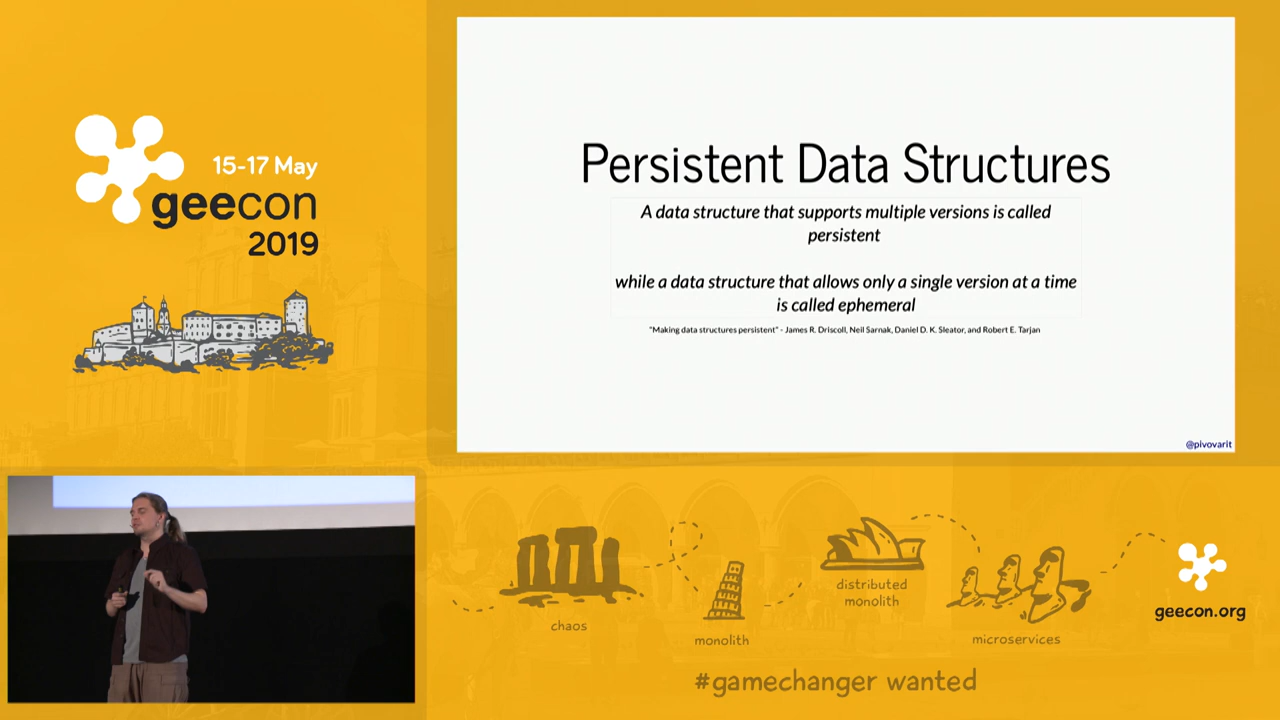 15-17 May
geecon
2019
Persistent Data Structures
A data structure that supports multiple versions is called
persistent
while a data structure that allows only a single version at a time
is called ephemeral
"Making data structures persistent" - James R. Driscoll, Neil Sarnak, Daniel D. K. Sleator, and Robert E. Tarjan
@pivovarit
chaos
monolith
distributed
monolith
microservices
geecon.org
#gamechanger wanted